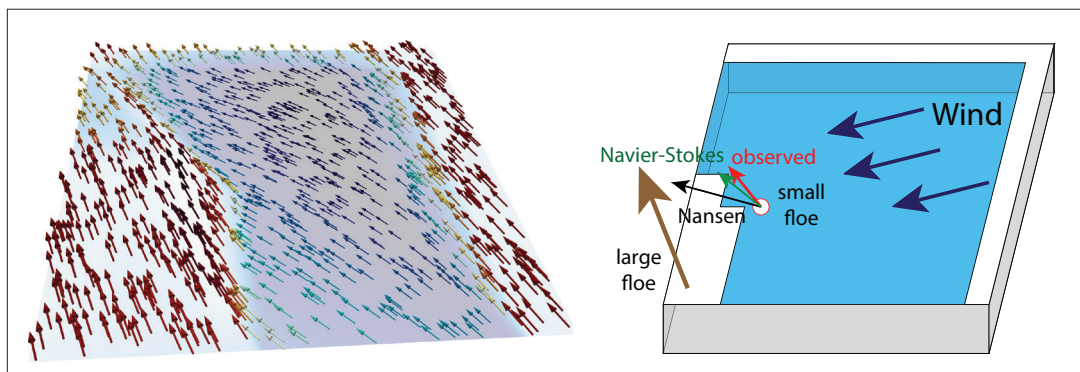 Wind
Navier-Stokes observed
small
floe
Nansen
large
floe